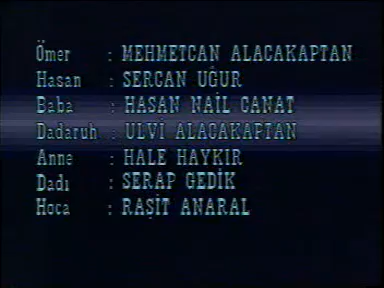 Ömer : MEHMETCAN ALACAKAPTAN
Hasan : SERCAN UĞUR
Baba : HASAN NAİL CANAT
Dadaruh : ULVİ ALACAKAPTAN
Anne : HALE HAYKIR
Dadı : SERAP GEDİK
Hoca : RAŞİT ANARAL